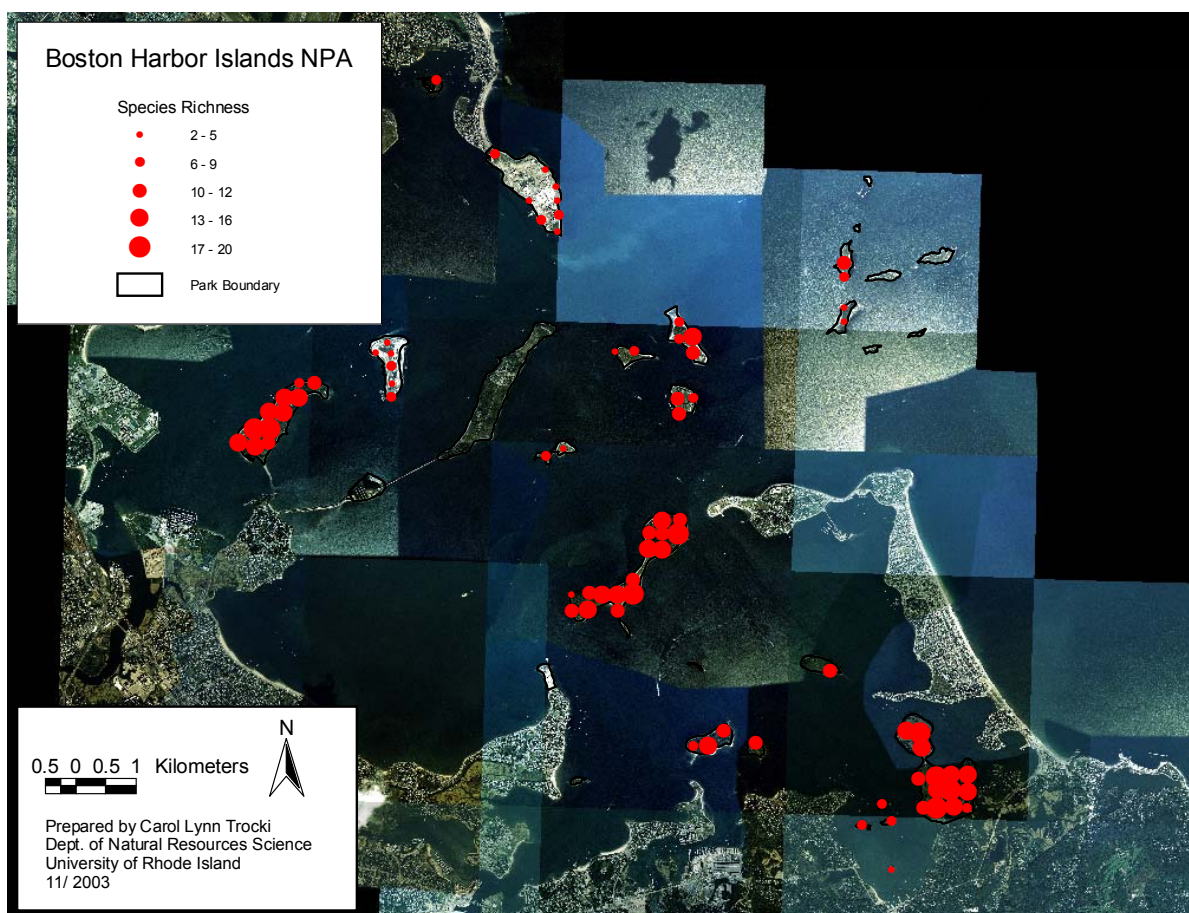 Boston Harbor Islands NPA
Species Richness
2 - 5
6 - 9
10 - 12
13 - 16
17 - 20
Park Boundary
N
0.5 0 0.5 1 Kilometers
Prepared by Carol Lynn Trocki
Dept. of Natural Resources Science
University of Rhode Island
11/ 2003